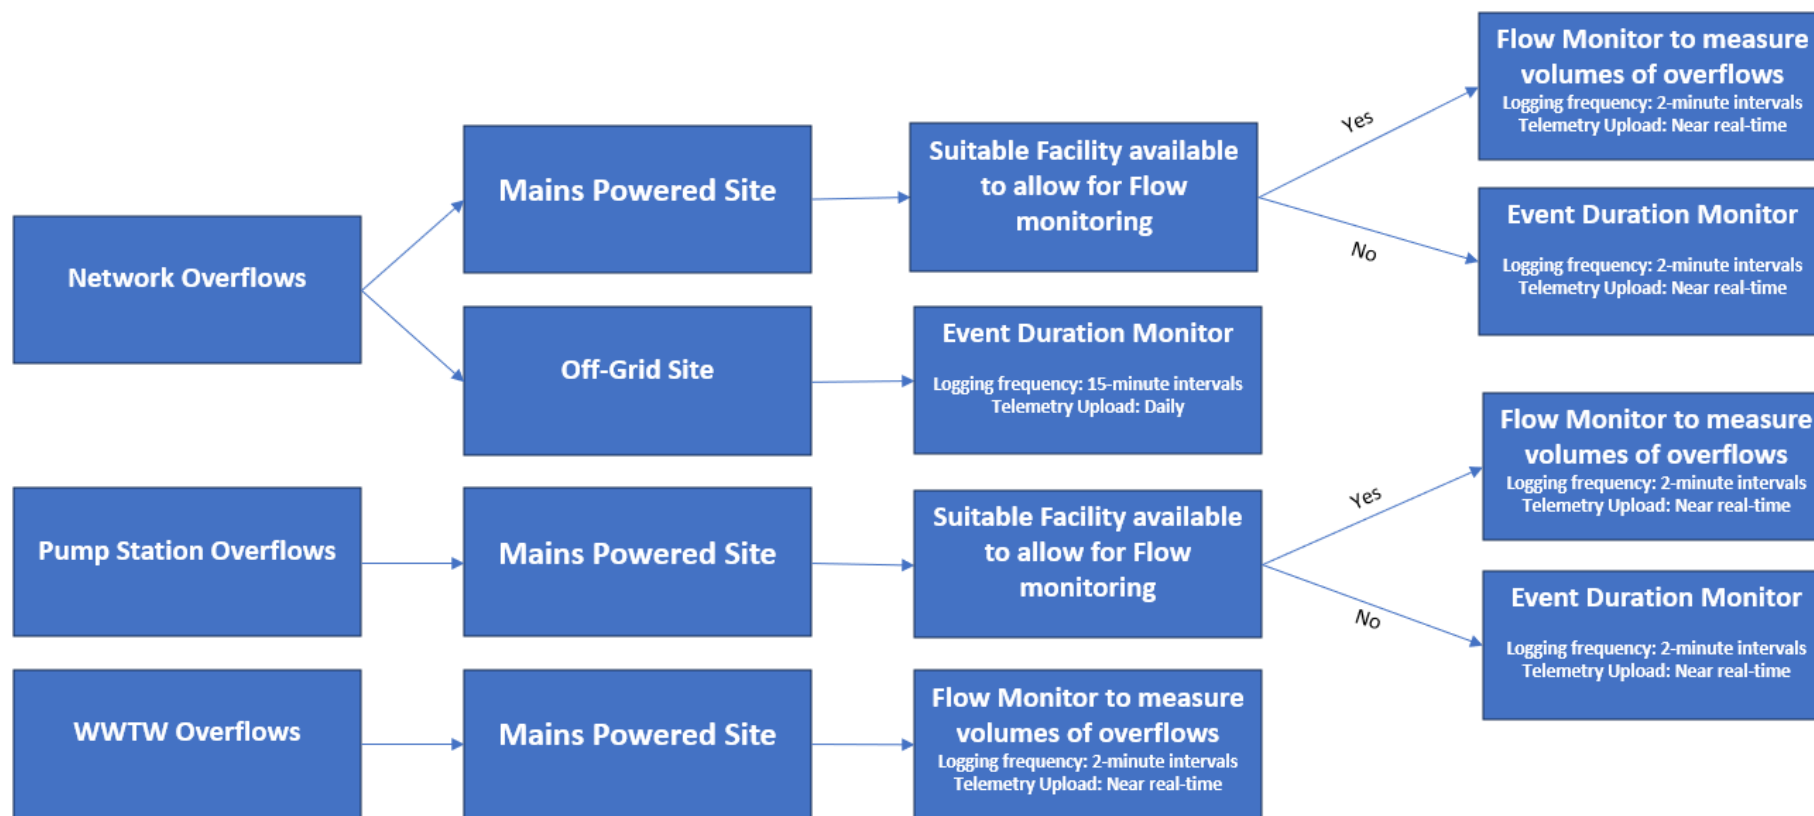 Network Overflows
Mains Powered Site
Suitable Facility available
to allow for Flow
monitoring
Yes
Flow Monitor to measure
volumes of overflows
Logging frequency: 2-minute intervals
Telemetry Upload: Near real-time
No
Event Duration Monitor
Logging frequency: 2-minute intervals
Telemetry Upload: Near real-time
Off-Grid Site
Event Duration Monitor
Logging frequency: 15-minute intervals
Telemetry Upload: Daily
Pump Station Overflows
Mains Powered Site
Suitable Facility available
to allow for Flow
monitoring
Yes
Flow Monitor to measure
volumes of overflows
Logging frequency: 2-minute intervals
Telemetry Upload: Near real-time
No
Event Duration Monitor
Logging frequency: 2-minute intervals
Telemetry Upload: Near real-time
WWTW Overflows
Mains Powered Site
Flow Monitor to measure
volumes of overflows
Logging frequency: 2-minute intervals
Telemetry Upload: Near real-time